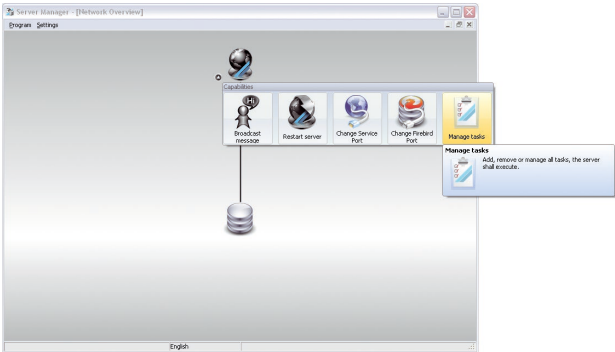 Server Manager - [Network Overview]
Program Settings
Capabilities
Hi
Broadcast
message
Restart server
Change Service
Port
Change Firebird
Port
Manage tasks
Manage tasks
Add, remove or manage all tasks, the server
shall execute.
English